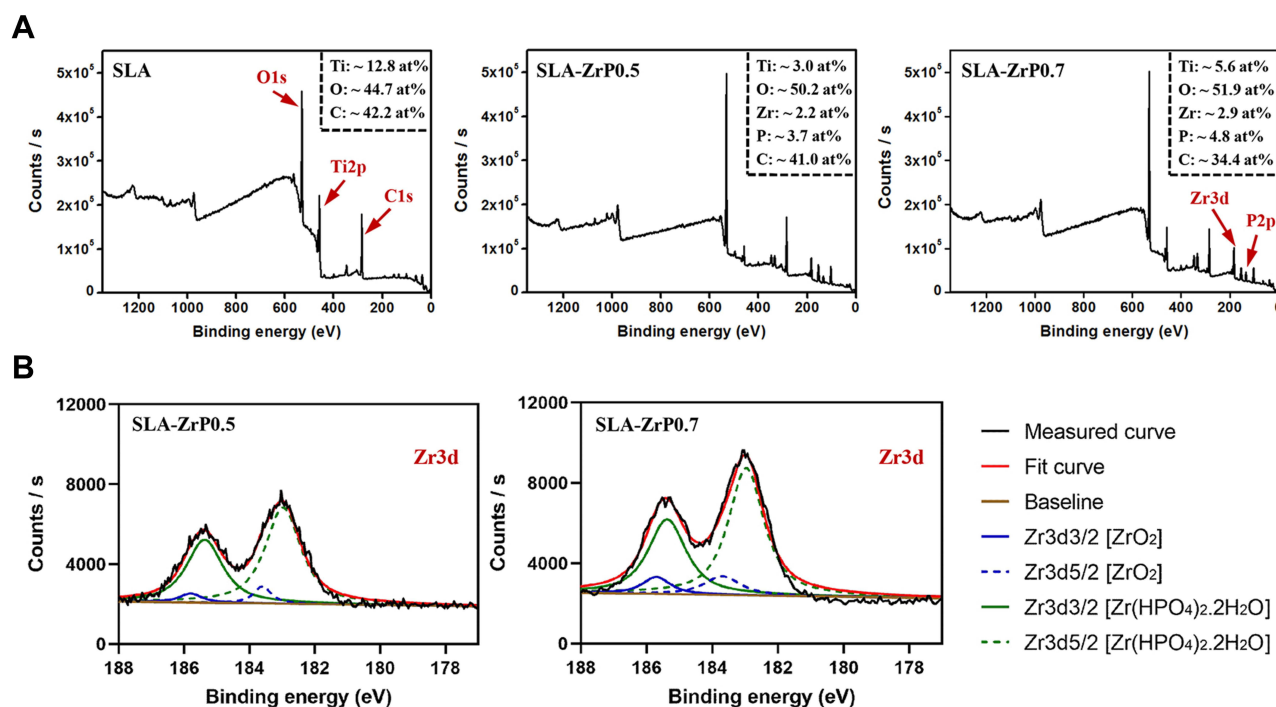 A
SLA
O1s
Ti2p
C1s
Ti: ~ 12.8 at%
O: ~ 44.7 at%
C: ~ 42.2 at%
5x10⁵
4x10⁵
3x10⁵
2x10⁵
1x10⁵
0
Counts / s
1200 1000 800 600 400 200 0
Binding energy (eV)
SLA-ZrP0.5
Ti: ~ 3.0 at%
O: ~ 50.2 at%
Zr: ~ 2.2 at%
P: ~ 3.7 at%
C: ~ 41.0 at%
5x10⁵
4x10⁵
3x10⁵
2x10⁵
1x10⁵
0
Counts / s
1200 1000 800 600 400 200 0
Binding energy (eV)
SLA-ZrP0.7
Ti: ~ 5.6 at%
O: ~ 51.9 at%
Zr: ~ 2.9 at%
P: ~ 4.8 at%
C: ~ 34.4 at%
Zr3d
P2p
5x10⁵
4x10⁵
3x10⁵
2x10⁵
1x10⁵
0
Counts / s
1200 1000 800 600 400 200 0
Binding energy (eV)
B
SLA-ZrP0.5
Zr3d
12000
8000
4000
0
Counts / s
188 186 184 182 180 178
Binding energy (eV)
SLA-ZrP0.7
Zr3d
12000
8000
4000
0
Counts / s
188 186 184 182 180 178
Binding energy (eV)
Measured curve
Fit curve
Baseline
Zr3d3/2 [ZrO₂]
Zr3d5/2 [ZrO₂]
Zr3d3/2 [Zr(HPO₄)₂.2H₂O]
Zr3d5/2 [Zr(HPO₄)₂.2H₂O]